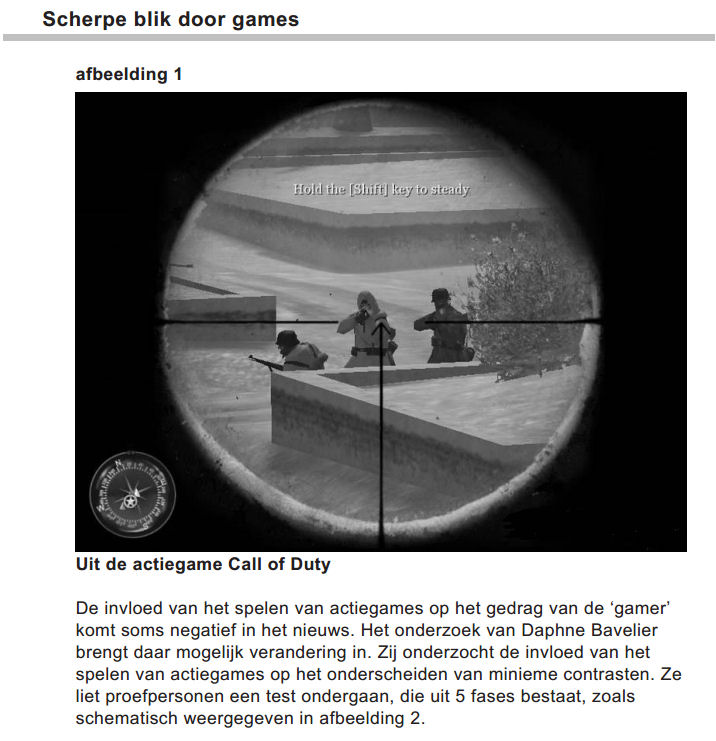 Scherpe blik door games
afbeelding 1
Hold the [Shift] key to steady
N
Uit de actiegame Call of Duty
De invloed van het spelen van actiegames op het gedrag van de ‘gamer’
komt soms negatief in het nieuws. Het onderzoek van Daphne Bavelier
brengt daar mogelijk verandering in. Zij onderzocht de invloed van het
spelen van actiegames op het onderscheiden van minieme contrasten. Ze
liet proefpersonen een test ondergaan, die uit 5 fases bestaat, zoals
schematisch weergegeven in afbeelding 2.